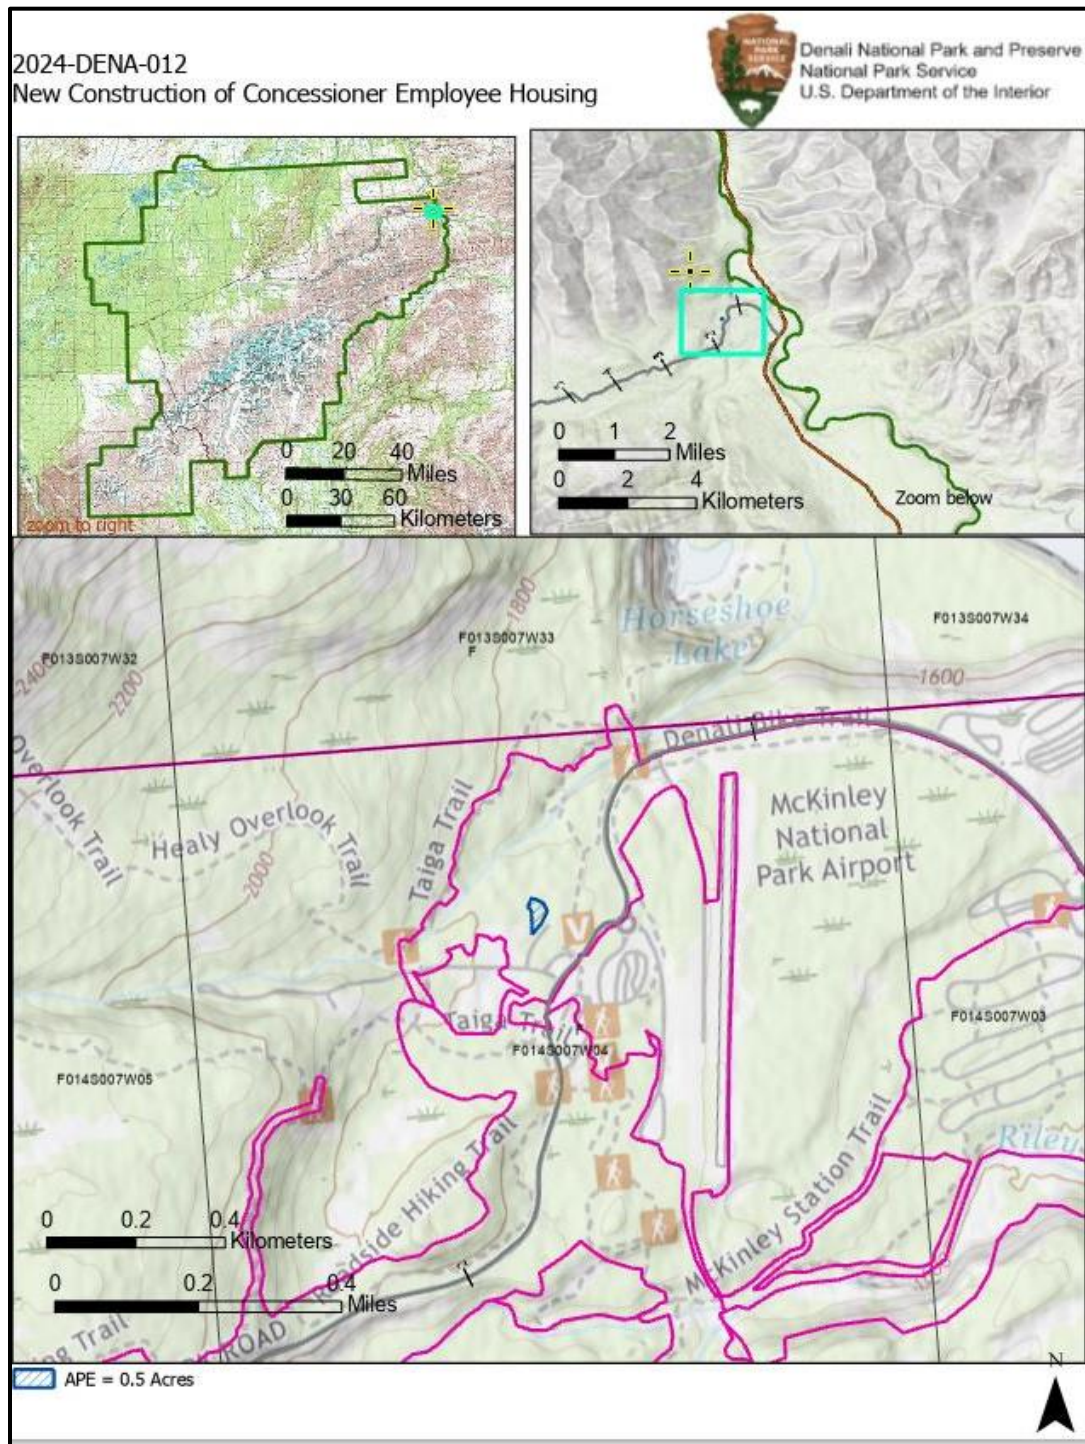 2024-DENA-012
New Construction of Concessioner Employee Housing
NATIONAL
PARK
SERVICE
Denali National Park and Preserve
National Park Service
U.S. Department of the Interior
0 20 40
Miles
0 30 60
Kilometers
zoom to right
0 1 2
Miles
0 2 4
Kilometers
Zoom below
F013S007W32
F013S007W33
F
F013S007W34
Horseshoe
Lake
1800
1600
2400
2200
2000
Denali Bike Trail
Overlook Trail
Healy Overlook Trail
Taiga Trail
McKinley
National
Park Airport
V
Taiga Trail
F
F014S007W04
F014S007W03
F014S007W05
Riley
Roadside Hiking Trail
McKinley Station Trail
0 0.2 0.4
Kilometers
0 0.2 0.4
Miles
ing Trail
ROAD
APE = 0.5 Acres
N